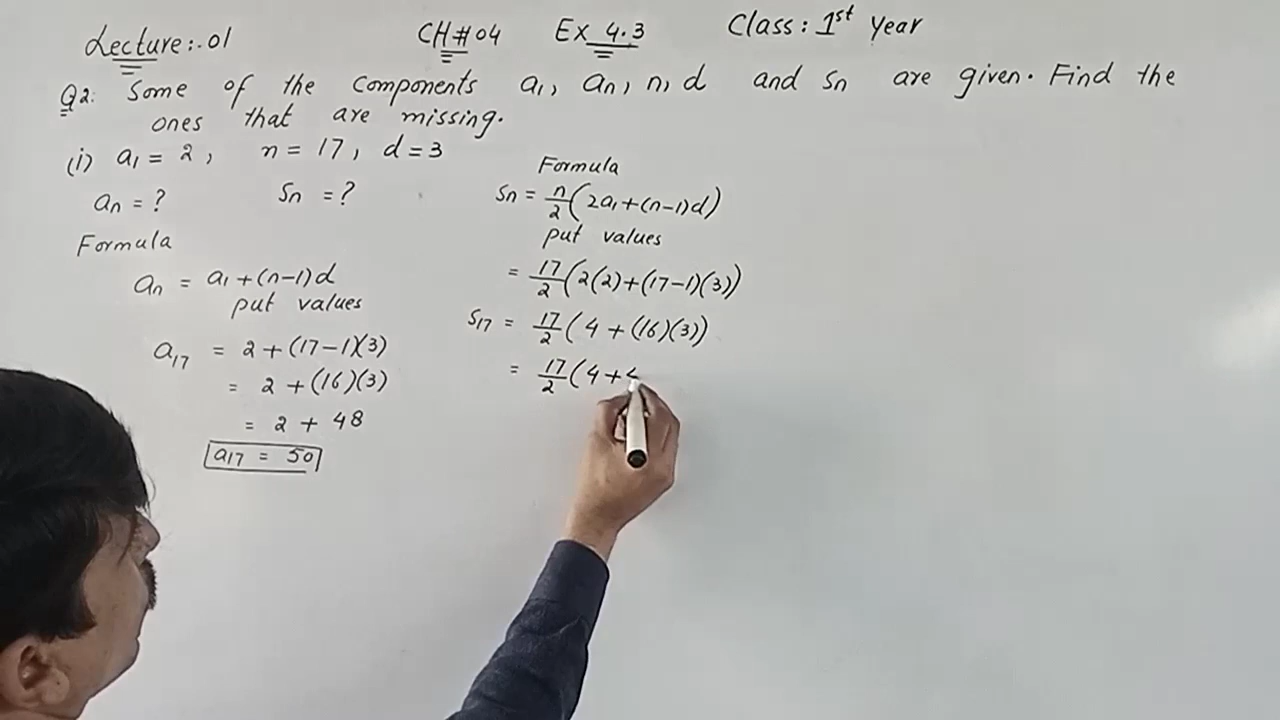 Lecture:.01 CH#04 Ex 4.3 Class: 1st Year
Q2: Some of the components a1, an, n, d and Sn are given. Find the
ones that are missing.
(i) a1 = 2, n = 17, d = 3
an = ? Sn = ?
Formula
an = a1+(n-1)d
put values
a17 = 2+(17-1)(3)
= 2+(16)(3)
= 2 + 48
a17 = 50
Formula
Sn = n/2(2a1+(n-1)d)
put values
= 17/2(2(2)+(17-1)(3))
S17 = 17/2(4+(16)(3))
= 17/2(4+4